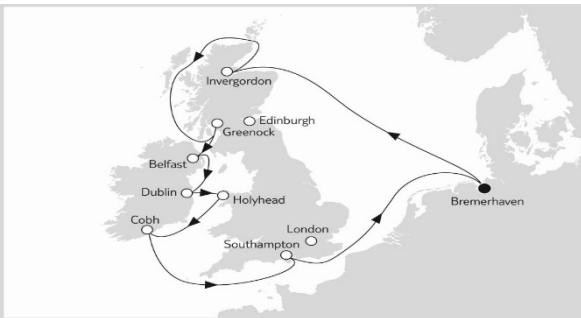 Invergordon
Edinburgh
Greenock
Belfast
Dublin
Holyhead
Bremerhaven
Cobh
London
Southampton